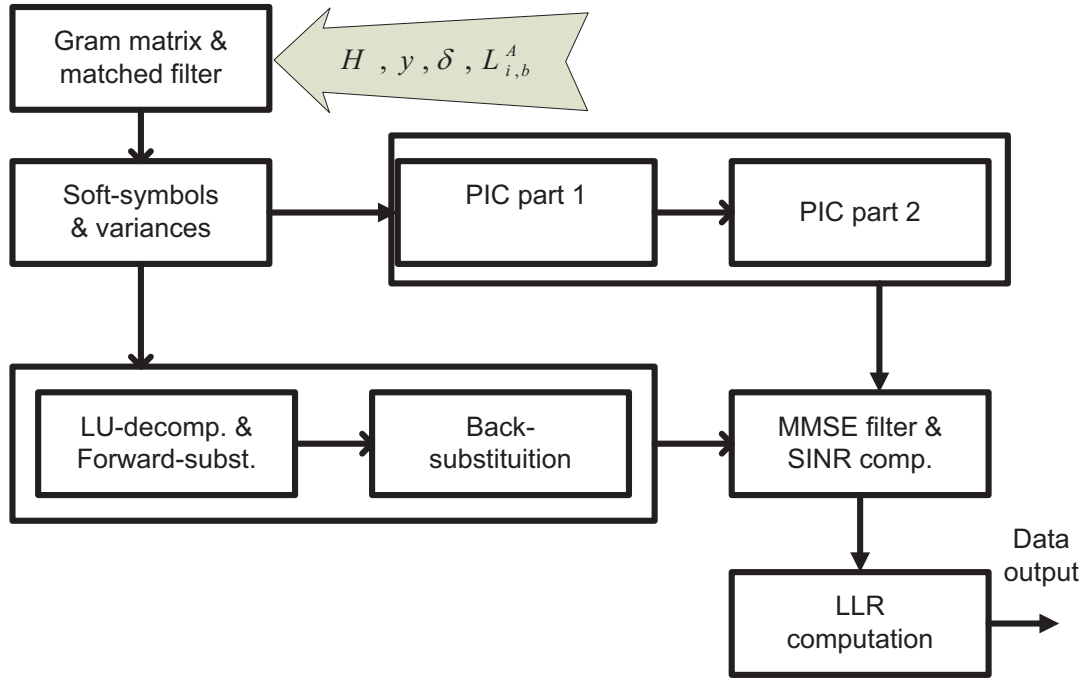 Gram matrix &
matched filter
H , y , δ , L^A_{i,b}
Soft-symbols
& variances
PIC part 1
PIC part 2
LU-decomp. &
Forward-subst.
Back-
substituition
MMSE filter &
SINR comp.
LLR
computation
Data
output